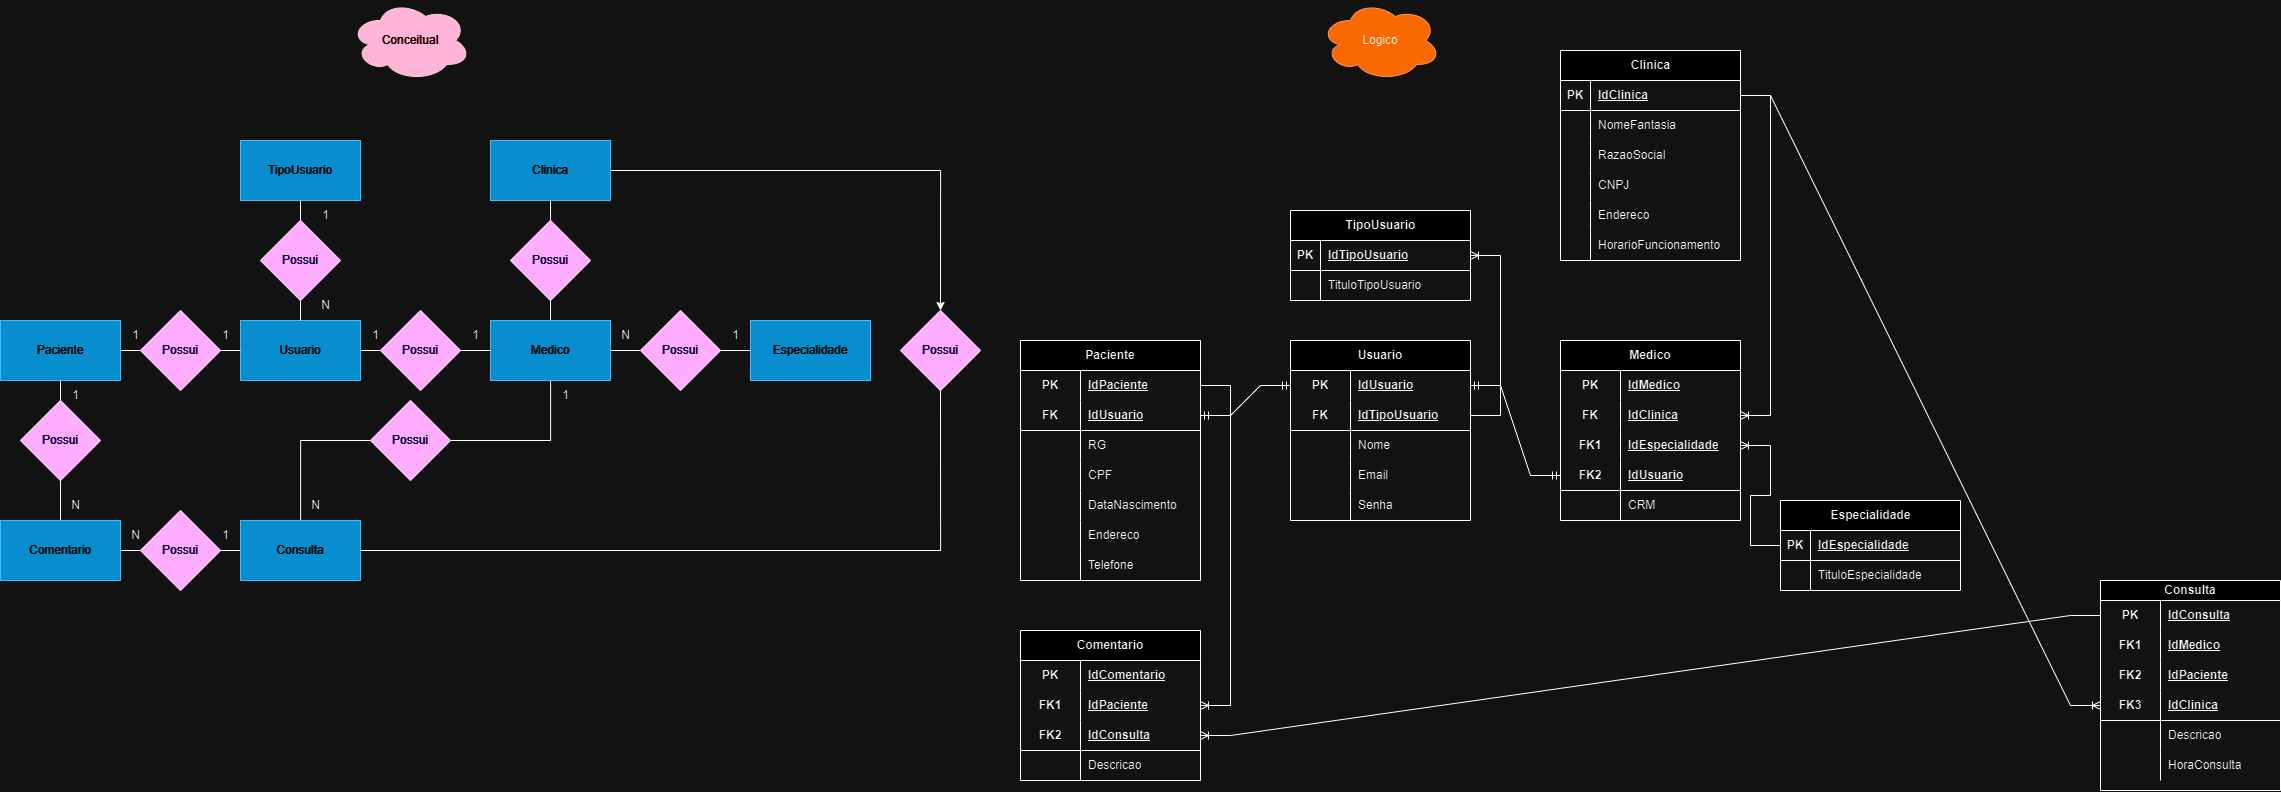 Conceitual
TipoUsuario
Clinica
1
Possui
Possui
N
Paciente
1
Possui
1
Usuario
1
Possui
1
Medico
N
Possui
1
Especialidade
Possui
1
1
Possui
Possui
N
N
Comentario
N
Possui
1
Consulta
Logico
Clinica
PK IdClinica
NomeFantasia
RazaoSocial
CNPJ
Endereco
HorarioFuncionamento
TipoUsuario
PK IdTipoUsuario
TituloTipoUsuario
Paciente
PK IdPaciente
FK IdUsuario
RG
CPF
DataNascimento
Endereco
Telefone
Usuario
PK IdUsuario
FK IdTipoUsuario
Nome
Email
Senha
Medico
PK IdMedico
FK IdClinica
FK1 IdEspecialidade
FK2 IdUsuario
CRM
Especialidade
PK IdEspecialidade
TituloEspecialidade
Comentario
PK IdComentario
FK1 IdPaciente
FK2 IdConsulta
Descricao
Consulta
PK IdConsulta
FK1 IdMedico
FK2 IdPaciente
FK3 IdClinica
Descricao
HoraConsulta